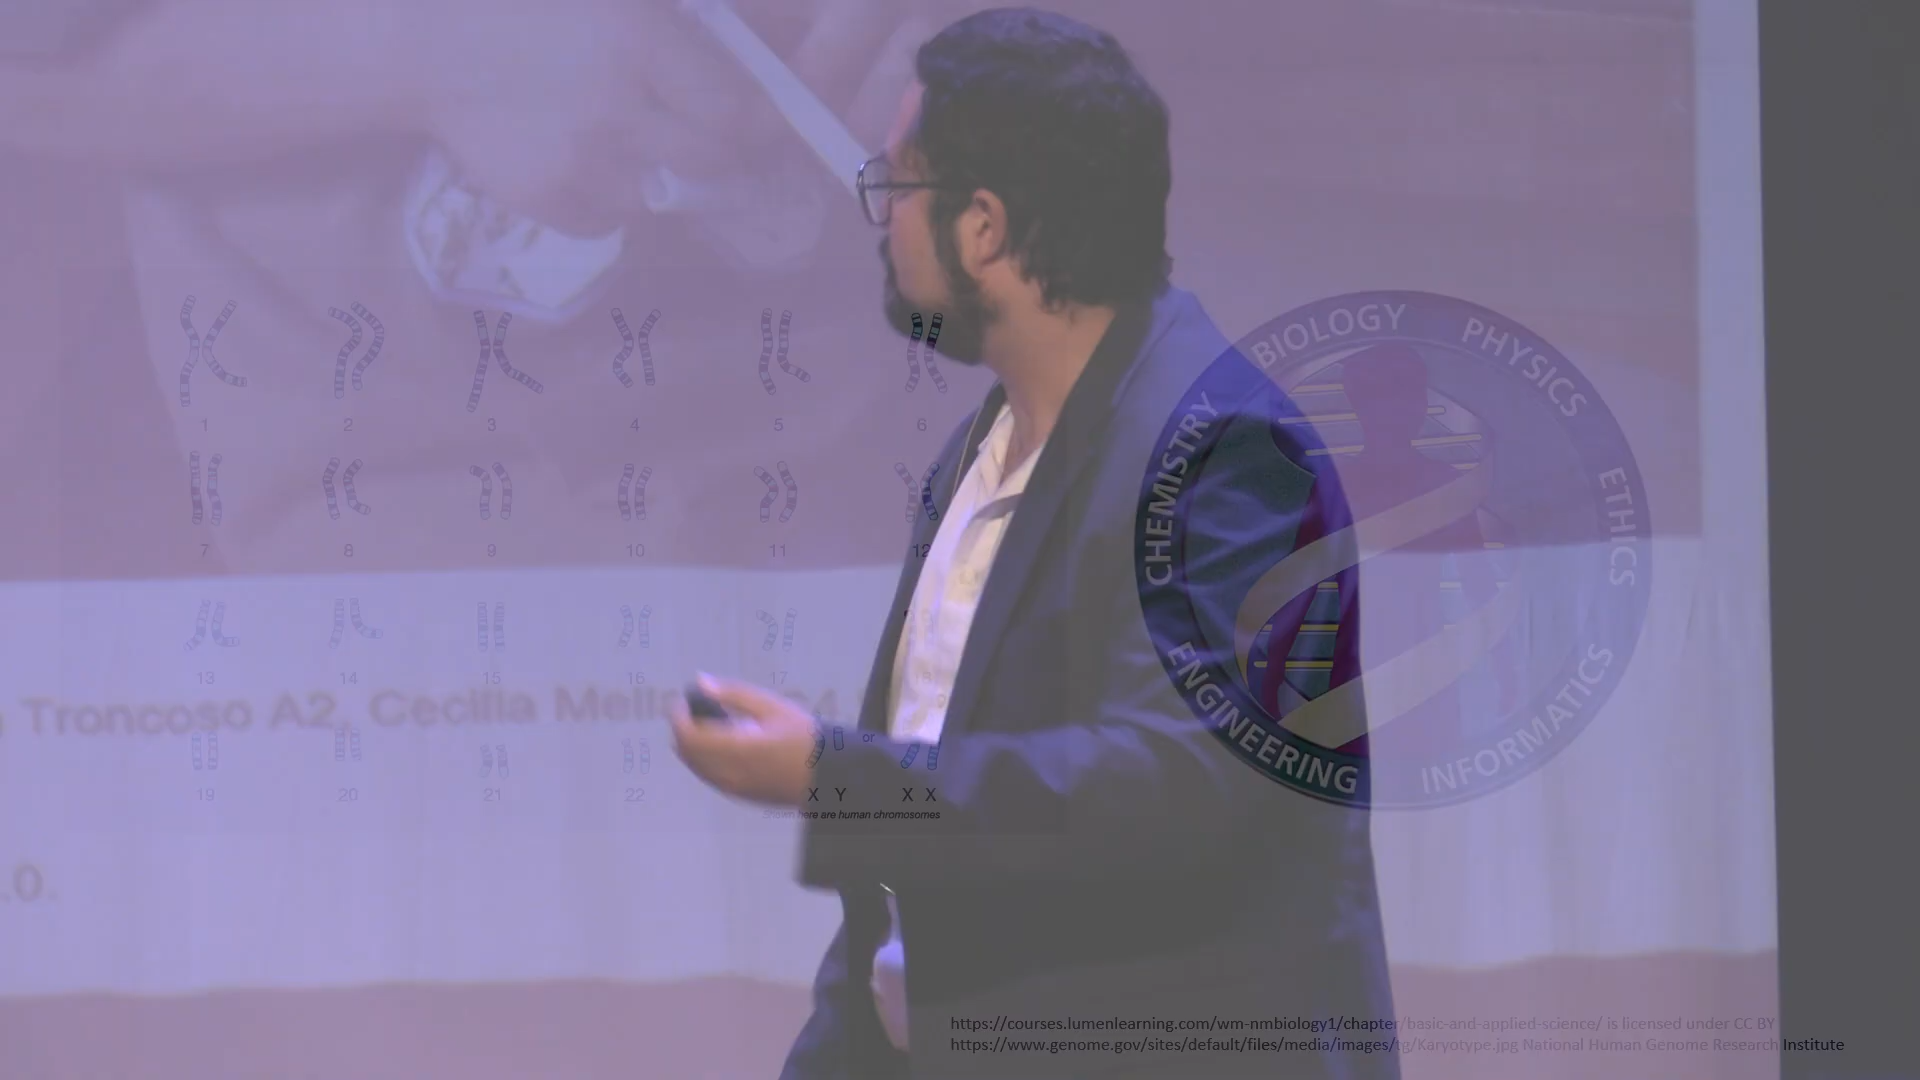 BIOLOGY PHYSICS ETHICS INFORMATICS ENGINEERING CHEMISTRY
1 2 3 4 5 6
7 8 9 10 11 12
13 14 15 16 17 18
Troncoso A2, Cecilia Mella
or
19 20 21 22 X Y X X
Shown here are human chromosomes
.0.
https://courses.lumenlearning.com/wm-nmbiology1/chapter/basic-and-applied-science/ is licensed under CC BY
https://www.genome.gov/sites/default/files/media/images/tg/Karyotype.jpg National Human Genome Research Institute